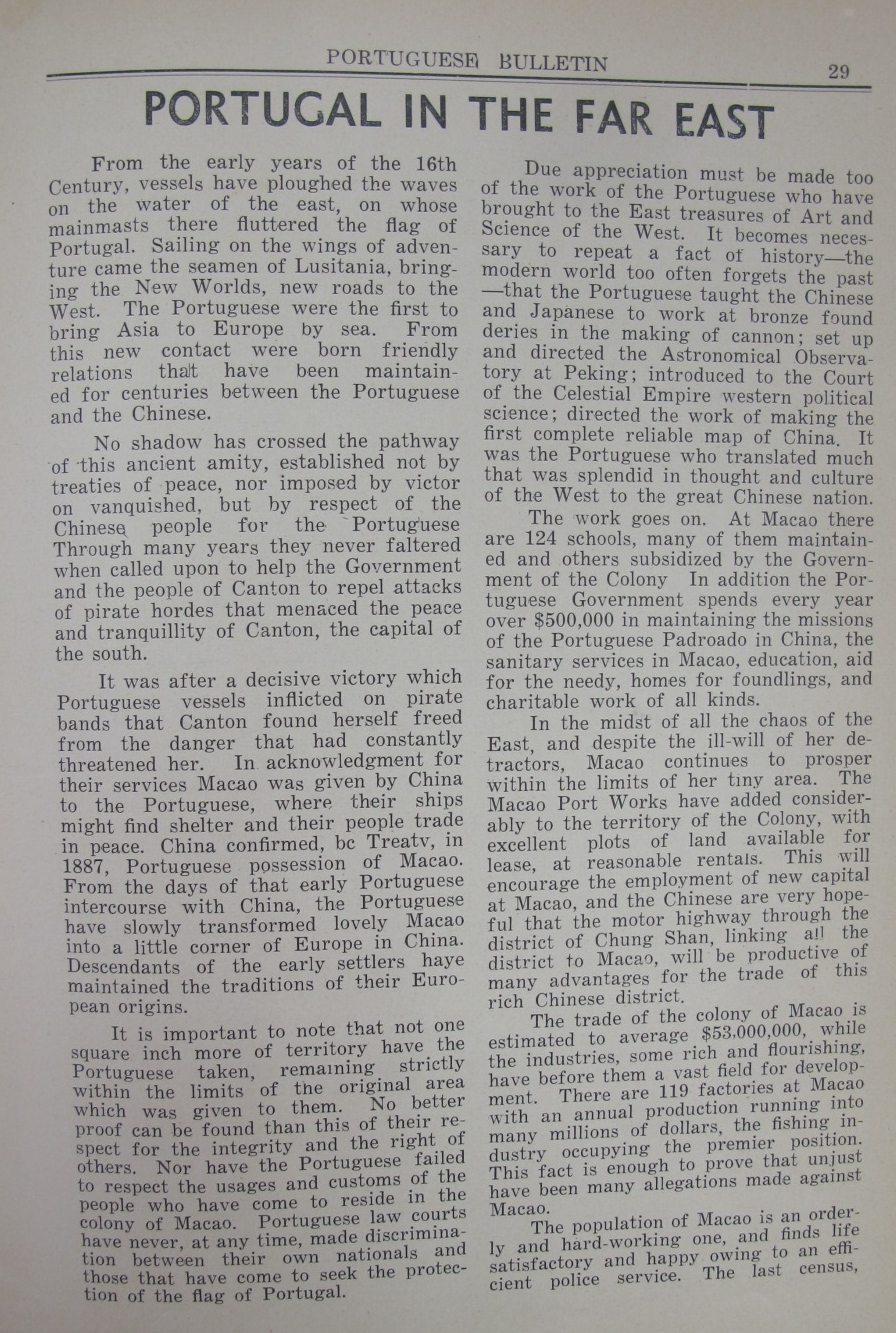 PORTUGUESE BULLETIN
29
PORTUGAL IN THE FAR EAST
From the early years of the 16th
Century, vessels have ploughed the waves
on the water of the east, on whose
mainmasts there fluttered the flag of
Portugal. Sailing on the wings of adven-
ture came the seamen of Lusitania, bring-
ing the New Worlds, new roads to the
West. The Portuguese were the first to
bring Asia to Europe by sea. From
this new contact were born friendly
relations that have been maintain-
ed for centuries between the Portuguese
and the Chinese.
No shadow has crossed the pathway
of this ancient amity, established not by
treaties of peace, nor imposed by victor
on vanquished, but by respect of the
Chinese people for the Portuguese
Through many years they never faltered
when called upon to help the Government
and the people of Canton to repel attacks
of pirate hordes that menaced the peace
and tranquillity of Canton, the capital of
the south.
It was after a decisive victory which
Portuguese vessels inflicted on pirate
bands that Canton found herself freed
from the danger that had constantly
threatened her. In acknowledgment for
their services Macao was given by China
to the Portuguese, where their ships
might find shelter and their people trade
in peace. China confirmed, bc Treatv, in
1887, Portuguese possession of Macao.
From the days of that early Portuguese
intercourse with China, the Portuguese
have slowly transformed lovely Macao
into a little corner of Europe in China.
Descendants of the early settlers haye
maintained the traditions of their Euro-
pean origins.
It is important to note that not one
square inch more of territory have the
Portuguese taken, remaining strictly
within the limits of the original area
which was given to them. No better
proof can be found than this of their re-
spect for the integrity and the right of
others. Nor have the Portuguese failed
to respect the usages and customs of the
people who have come to reside in the
colony of Macao. Portuguese law courts
have never, at any time, made discrimina-
tion between their own nationals and
those that have come to seek the protec-
tion of the flag of Portugal.
Due appreciation must be made too
of the work of the Portuguese who have
brought to the East treasures of Art and
Science of the West. It becomes neces-
sary to repeat a fact of history—the
modern world too often forgets the past
—that the Portuguese taught the Chinese
and Japanese to work at bronze found
deries in the making of cannon; set up
and directed the Astronomical Observa-
tory at Peking; introduced to the Court
of the Celestial Empire western political
science; directed the work of making the
first complete reliable map of China. It
was the Portuguese who translated much
that was splendid in thought and culture
of the West to the great Chinese nation.
The work goes on. At Macao there
are 124 schools, many of them maintain-
ed and others subsidized by the Govern-
ment of the Colony In addition the Por-
tuguese Government spends every year
over $500,000 in maintaining the missions
of the Portuguese Padroado in China, the
sanitary services in Macao, education, aid
for the needy, homes for foundlings, and
charitable work of all kinds.
In the midst of all the chaos of the
East, and despite the ill-will of her de-
tractors, Macao continues to prosper
within the limits of her tiny area. The
Macao Port Works have added consider-
ably to the territory of the Colony, with
excellent plots of land available for
lease, at reasonable rentals. This will
encourage the employment of new capital
at Macao, and the Chinese are very hope-
ful that the motor highway through the
district of Chung Shan, linking all the
district to Macao, will be productive of
many advantages for the trade of this
rich Chinese district.
The trade of the colony of Macao is
estimated to average $53,000,000, while
the industries, some rich and flourishing,
have before them a vast field for develop-
ment. There are 119 factories at Macao
with an annual production running into
many millions of dollars, the fishing in-
dustry occupying the premier position.
This fact is enough to prove that unjust
have been many allegations made against
Macao.
The population of Macao is an order-
ly and hard-working one, and finds life
satisfactory and happy owing to an effi-
cient police service. The last census,